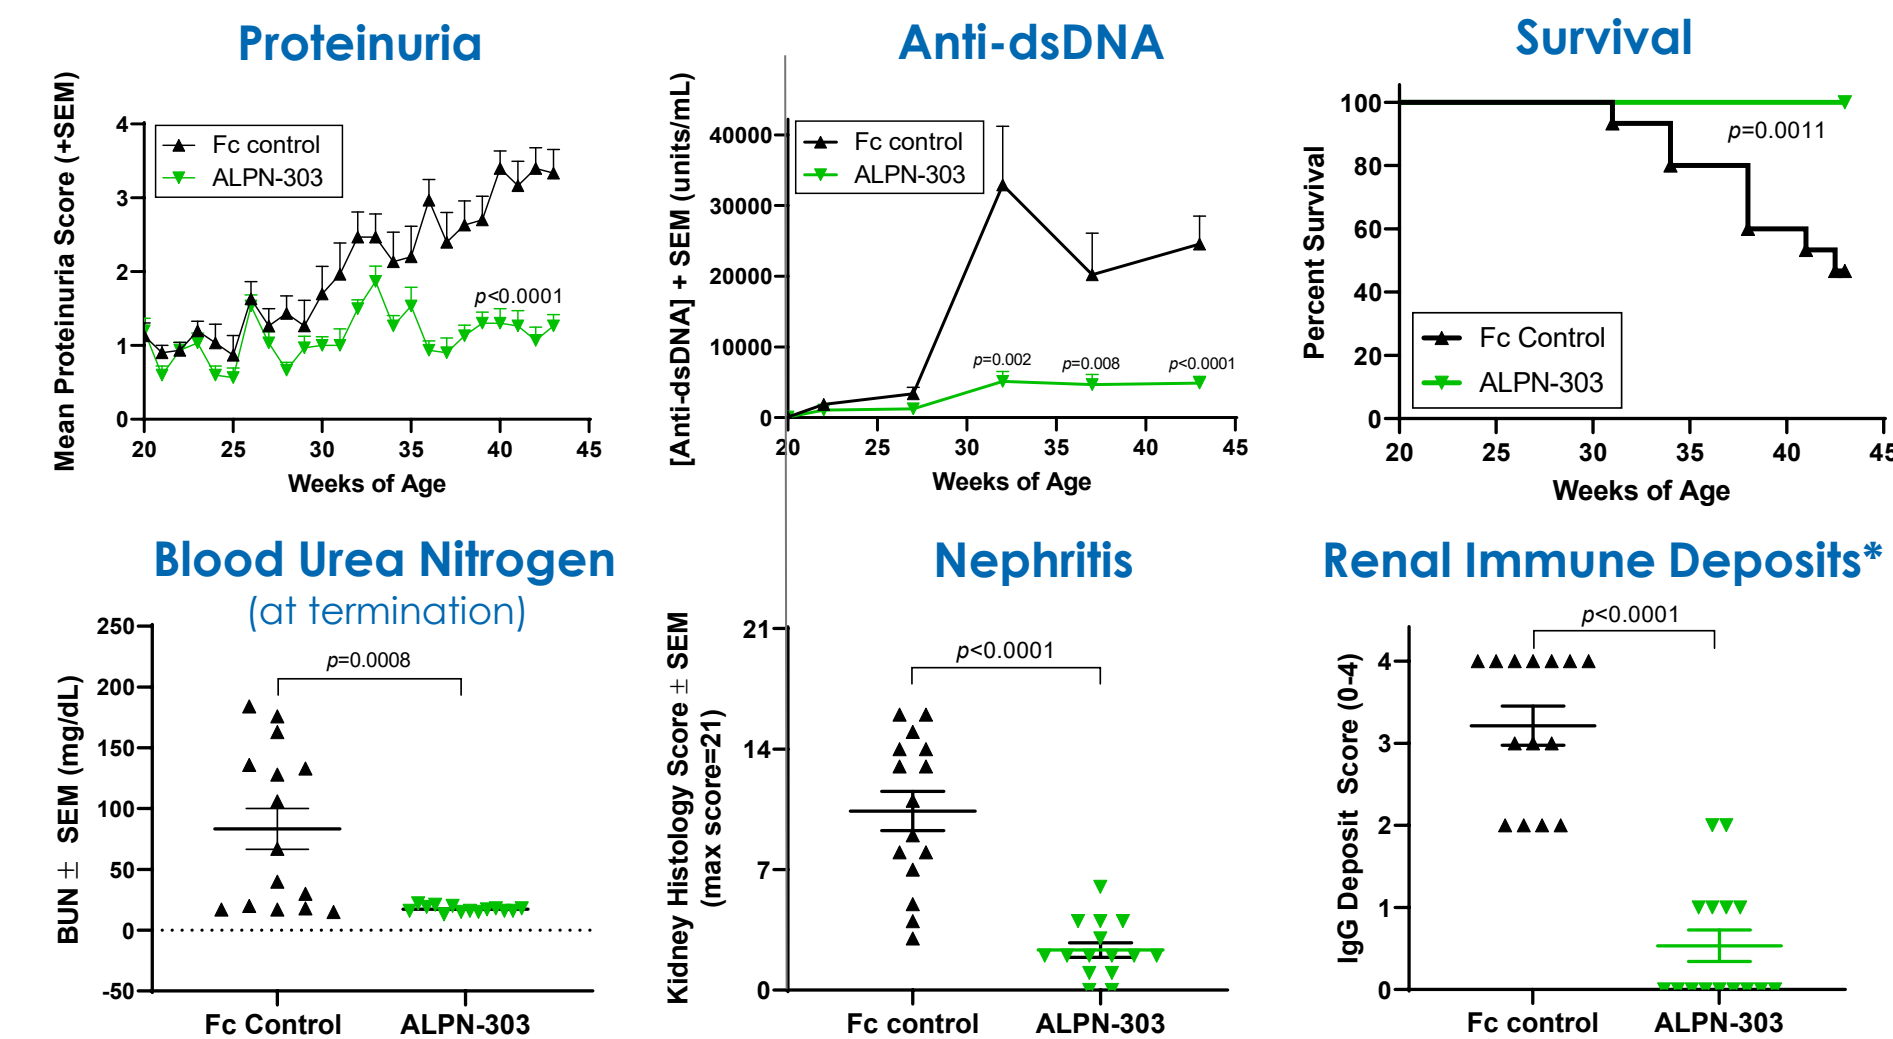 Proteinuria
Mean Proteinuria Score (+SEM)
4
3
2
1
0
Fc control
ALPN-303
p<0.0001
20 25 30 35 40 45
Weeks of Age
Anti-dsDNA
[Anti-dsDNA] + SEM (units/mL)
40000
30000
20000
10000
0
Fc control
ALPN-303
p=0.002 p=0.008 p<0.0001
20 25 30 35 40 45
Weeks of Age
Survival
Percent Survival
100
80
60
40
20
0
p=0.0011
Fc Control
ALPN-303
20 25 30 35 40 45
Weeks of Age
Blood Urea Nitrogen
(at termination)
BUN ± SEM (mg/dL)
250
200
150
100
50
0
-50
p=0.0008
Fc Control ALPN-303
Nephritis
Kidney Histology Score ± SEM
(max score=21)
21
14
7
0
p<0.0001
Fc control ALPN-303
Renal Immune Deposits*
IgG Deposit Score (0-4)
4
3
2
1
0
p<0.0001
Fc control ALPN-303